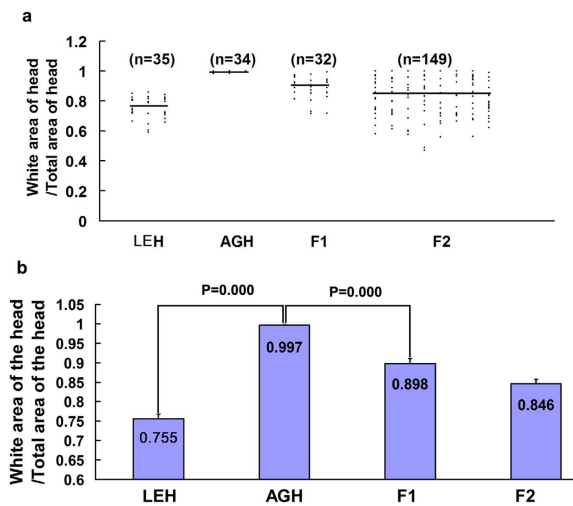 a
White area of head
/Total area of head
1.2
1
0.8
0.6
0.4
0.2
0
(n=35) (n=34) (n=32) (n=149)
LEH AGH F1 F2
b
White area of the head
/Total area of the head
1.05
1
0.95
0.9
0.85
0.8
0.75
0.7
0.65
0.6
P=0.000 P=0.000
0.755
0.997
0.898
0.846
LEH AGH F1 F2